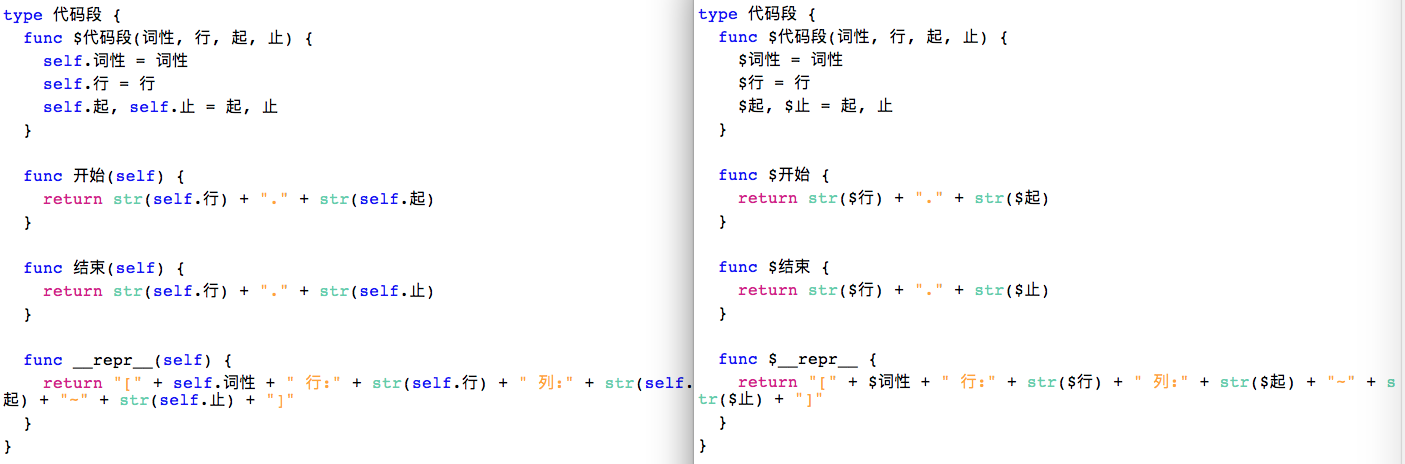 type 代码段 {
func $代码段(词性, 行, 起, 止) {
self.词性 = 词性
self.行 = 行
self.起, self.止 = 起, 止
}
func 开始(self) {
return str(self.行) + "." + str(self.起)
}
func 结束(self) {
return str(self.行) + "." + str(self.止)
}
func __repr__(self) {
return "[" + self.词性 + " 行:" + str(self.行) + " 列:" + str(self.
起) + "~" + str(self.止) + "]"
}
}
type 代码段 {
func $代码段(词性, 行, 起, 止) {
$词性 = 词性
$行 = 行
$起, $止 = 起, 止
}
func $开始 {
return str($行) + "." + str($起)
}
func $结束 {
return str($行) + "." + str($止)
}
func $__repr__ {
return "[" + $词性 + " 行:" + str($行) + " 列:" + str($起) + "~" + s
tr($止) + "]"
}
}